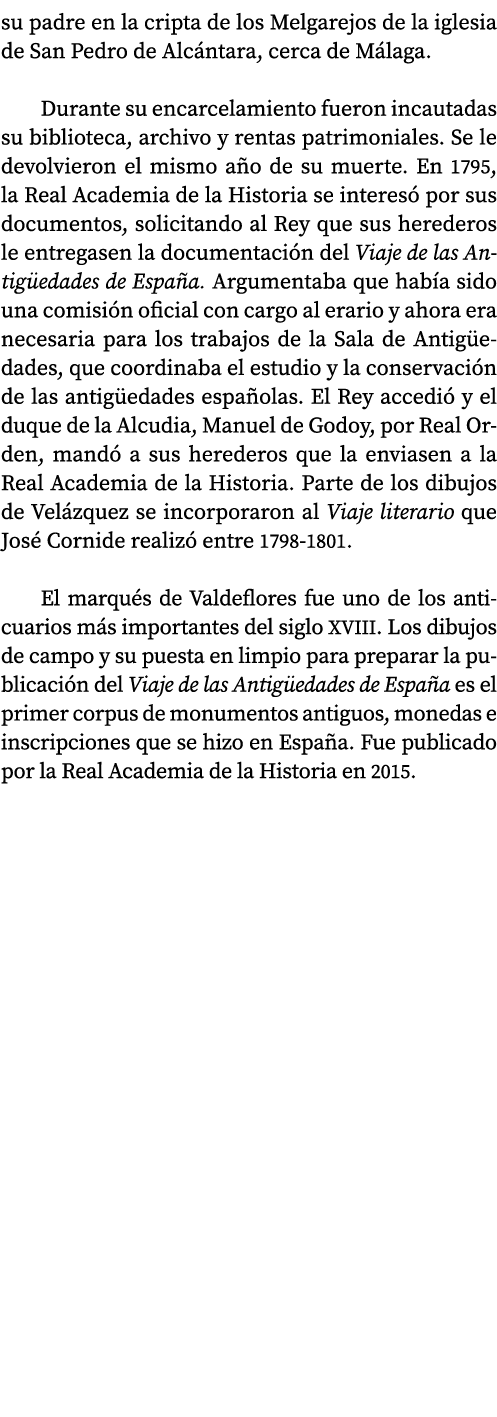 su padre en la cripta de los Melgarejos de la iglesia
de San Pedro de Alcántara, cerca de Málaga.
Durante su encarcelamiento fueron incautadas
su biblioteca, archivo y rentas patrimoniales. Se le
devolvieron el mismo año de su muerte. En 1795,
la Real Academia de la Historia se interesó por sus
documentos, solicitando al Rey que sus herederos
le entregasen la documentación del Viaje de las An-
tigüedades de España. Argumentaba que había sido
una comisión oficial con cargo al erario y ahora era
necesaria para los trabajos de la Sala de Antigüe-
dades, que coordinaba el estudio y la conservación
de las antigüedades españolas. El Rey accedió y el
duque de la Alcudia, Manuel de Godoy, por Real Or-
den, mandó a sus herederos que la enviasen a la
Real Academia de la Historia. Parte de los dibujos
de Velázquez se incorporaron al Viaje literario que
José Cornide realizó entre 1798-1801.
El marqués de Valdeflores fue uno de los anti-
cuarios más importantes del siglo XVIII. Los dibujos
de campo y su puesta en limpio para preparar la pu-
blicación del Viaje de las Antigüedades de España es el
primer corpus de monumentos antiguos, monedas e
inscripciones que se hizo en España. Fue publicado
por la Real Academia de la Historia en 2015.